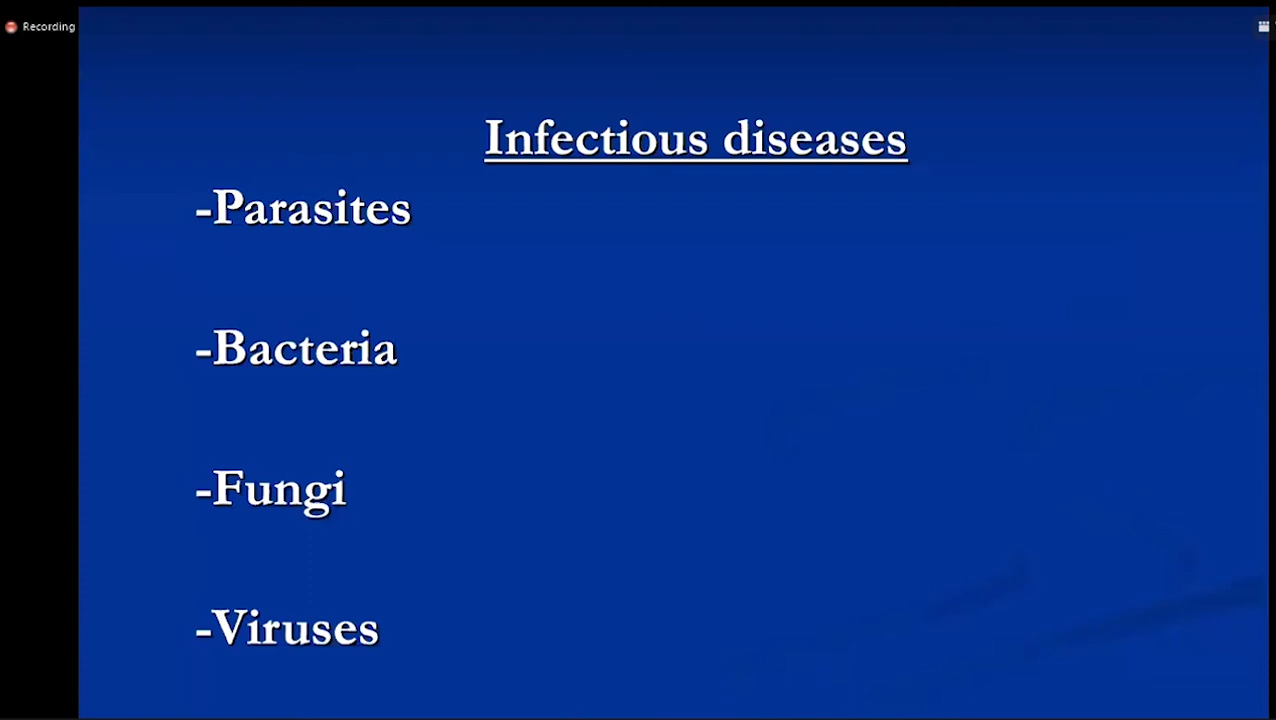 Recording
Infectious diseases
-Parasites
-Bacteria
-Fungi
-Viruses